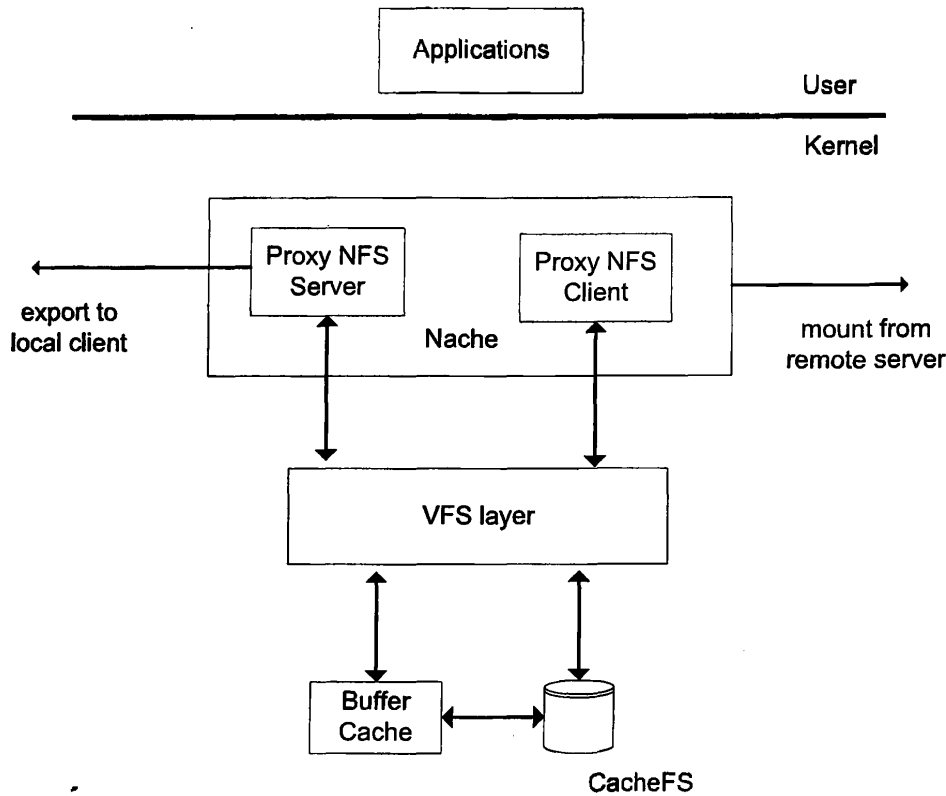 Applications
User
Kernel
Proxy NFS
Server
Proxy NFS
Client
Nache
export to
local client
mount from
remote server
VFS layer
Buffer
Cache
CacheFS